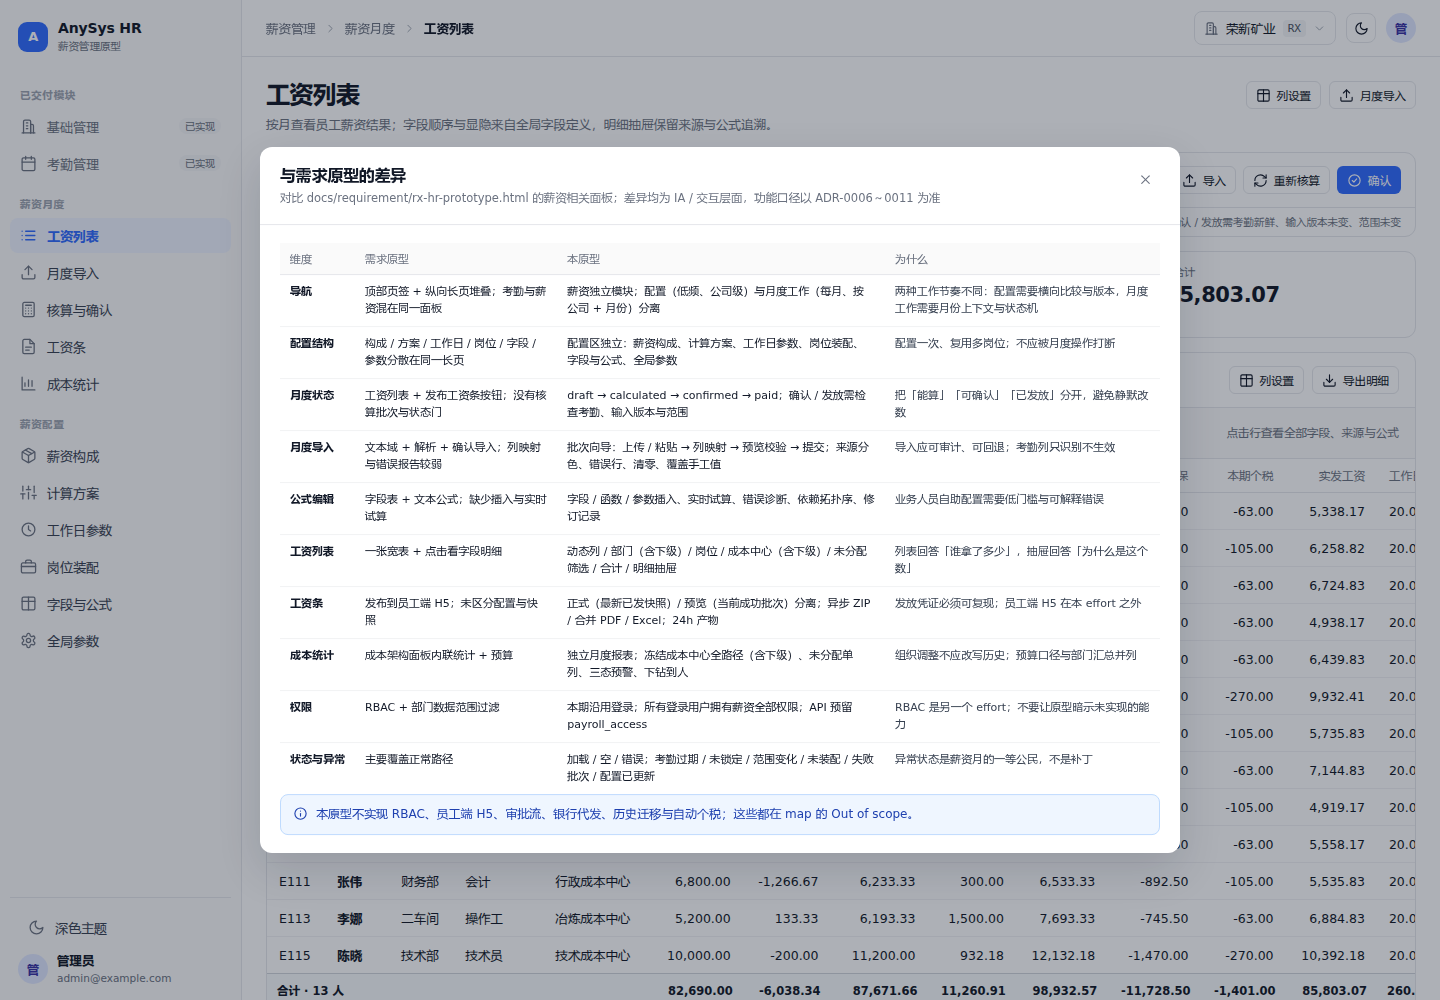 A
AnySys HR
薪资管理原型
已交付模块
基础管理
已实现
考勤管理
已实现
薪资月度
工资列表
月度导入
核算与确认
工资条
成本统计
薪资配置
薪资构成
计算方案
工作日参数
岗位装配
字段与公式
全局参数
深色主题
管
管理员
admin@example.com
薪资管理
薪资月度
工资列表
荣新矿业
RX
管
工资列表
按月查看员工薪资结果；字段顺序与显隐来自全局字段定义，明细抽屉保留来源与公式追溯。
列设置
月度导入
导入
重新核算
确认
/ 发放需考勤新鲜、输入版本未变、范围未变
5,803.07
列设置
导出明细
点击行查看全部字段、来源与公式
与需求原型的差异
对比 docs/requirement/rx-hr-prototype.html 的薪资相关面板；差异均为 IA / 交互层面，功能口径以 ADR-0006～0011 为准
维度 需求原型 本原型 为什么
导航 顶部页签 + 纵向长页堆叠；考勤与薪资混在同一面板 薪资独立模块；配置（低频、公司级）与月度工作（每月、按公司 + 月份）分离 两种工作节奏不同：配置需要横向比较与版本，月度工作需要月份上下文与状态机
配置结构 构成 / 方案 / 工作日 / 岗位 / 字段 / 参数分散在同一长页 配置区独立：薪资构成、计算方案、工作日参数、岗位装配、字段与公式、全局参数 配置一次、复用多岗位；不应被月度操作打断
月度状态 工资列表 + 发布工资条按钮；没有核算批次与状态门 draft → calculated → confirmed → paid；确认 / 发放需检查考勤、输入版本与范围 把「能算」「可确认」「已发放」分开，避免静默改数
月度导入 文本域 + 解析 + 确认导入；列映射与错误报告较弱 批次向导：上传 / 粘贴 → 列映射 → 预览校验 → 提交；来源分色、错误行、清零、覆盖手工值 导入应可审计、可回退；考勤列只识别不生效
公式编辑 字段表 + 文本公式；缺少插入与实时试算 字段 / 函数 / 参数插入、实时试算、错误诊断、依赖拓扑序、修订记录 业务人员自助配置需要低门槛与可解释错误
工资列表 一张宽表 + 点击看字段明细 动态列 / 部门（含下级）/ 岗位 / 成本中心（含下级）/ 未分配筛选 / 合计 / 明细抽屉 列表回答「谁拿了多少」，抽屉回答「为什么是这个数」
工资条 发布到员工端 H5；未区分配置与快照 正式（最新已发快照）/ 预览（当前成功批次）分离；异步 ZIP / 合并 PDF / Excel；24h 产物 发放凭证必须可复现；员工端 H5 在本 effort 之外
成本统计 成本架构面板内联统计 + 预算 独立月度报表；冻结成本中心全路径（含下级）、未分配单列、三态预警、下钻到人 组织调整不应改写历史；预算口径与部门汇总并列
权限 RBAC + 部门数据范围过滤 本期沿用登录；所有登录用户拥有薪资全部权限；API 预留 payroll_access RBAC 是另一个 effort；不要让原型暗示未实现的能力
状态与异常 主要覆盖正常路径 加载 / 空 / 错误；考勤过期 / 未锁定 / 范围变化 / 未装配 / 失败批次 / 配置已更新 异常状态是薪资月的一等公民，不是补丁
本原型不实现 RBAC、员工端 H5、审批流、银行代发、历史迁移与自动个税；这些都在 map 的 Out of scope。
本期个税 实发工资
-63.00 5,338.17 20.0
-105.00 6,258.82 20.0
-63.00 6,724.83 20.0
-63.00 4,938.17 20.0
-63.00 6,439.83 20.0
-270.00 9,932.41 20.0
-105.00 5,735.83 20.0
-63.00 7,144.83 20.0
-105.00 4,919.17 20.0
-63.00 5,558.17 20.0
E111 张伟 财务部 会计 行政成本中心 6,800.00 -1,266.67 6,233.33 300.00 6,533.33 -892.50 -105.00 5,535.83 20.0
E113 李娜 二车间 操作工 冶炼成本中心 5,200.00 133.33 6,193.33 1,500.00 7,693.33 -745.50 -63.00 6,884.83 20.0
E115 陈晓 技术部 技术员 技术成本中心 10,000.00 -200.00 11,200.00 932.18 12,132.18 -1,470.00 -270.00 10,392.18 20.0
合计 · 13 人 82,690.00 -6,038.34 87,671.66 11,260.91 98,932.57 -11,728.50 -1,401.00 85,803.07 260.